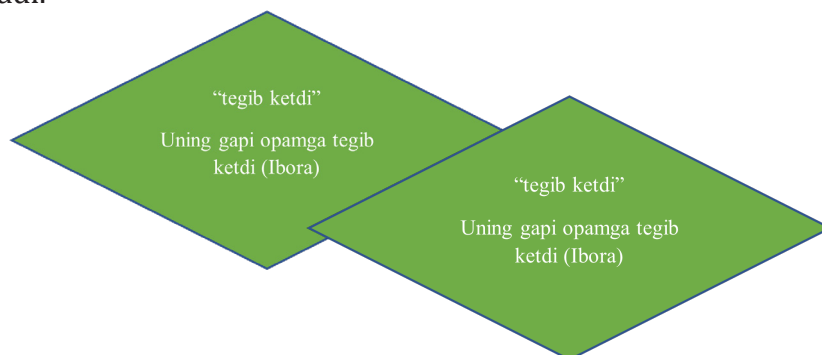 “tegib ketdi”
Uning gapi opamga tegib
ketdi (Ibora)
“tegib ketdi”
Uning gapi opamga tegib
ketdi (Ibora)